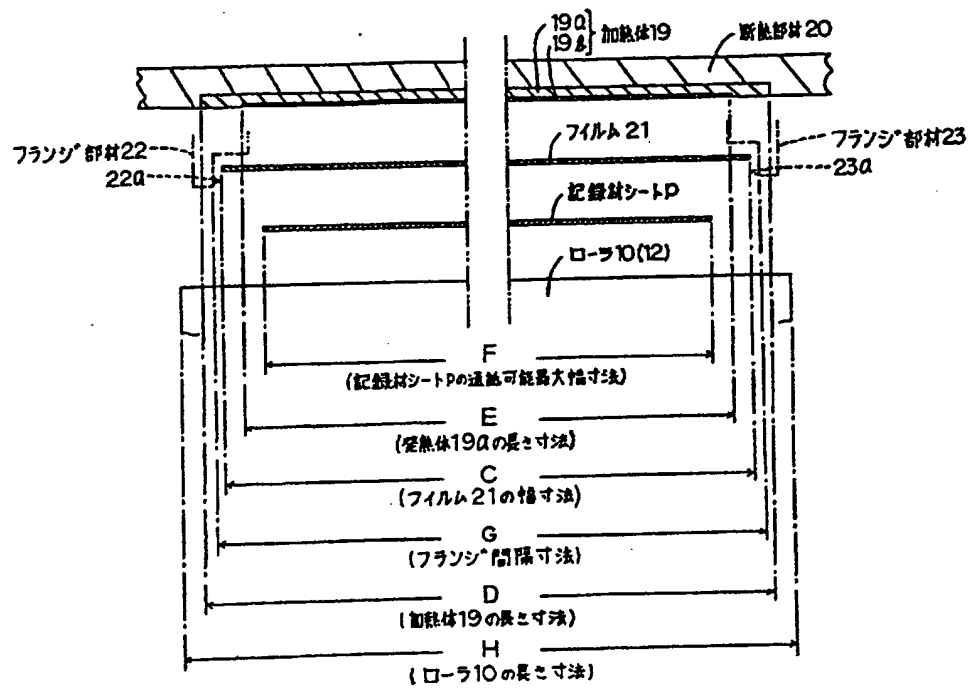 19a
19b
加熱体19
断熱部材20
フランジ部材22
22a
フィルム21
フランジ部材23
23a
記録材シートP
ローラ10(12)
F
(記録材シートPの通紙可能最大幅寸法)
E
(発熱体19aの長さ寸法)
C
(フィルム21の幅寸法)
G
(フランジ間隔寸法)
D
(加熱体19の長さ寸法)
H
(ローラ10の長さ寸法)